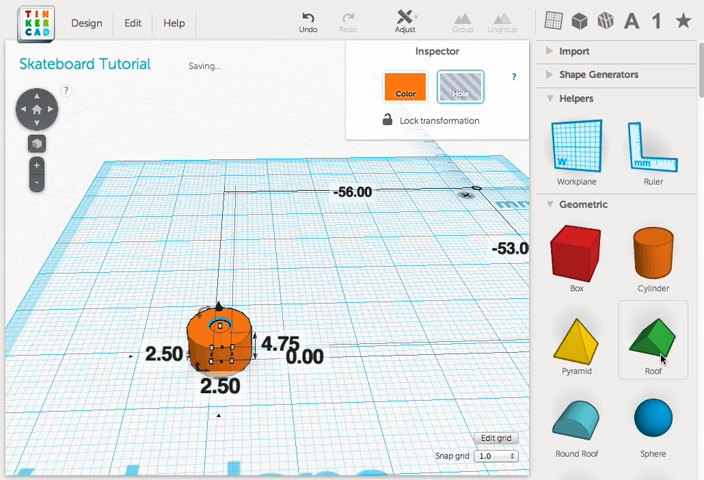 TIN
KER
CAD
Design
Edit
Help
Undo
Redo
Adjust
Group
Ungroup
A
1
Skateboard Tutorial
Saving...
?
+
-
Inspector
Color
Hole
?
Lock transformation
Import
Shape Generators
Helpers
W
mm
Workplane
Ruler
Geometric
Box
Cylinder
Pyramid
Roof
Round Roof
Sphere
-56.00
-53.0
2.50
4.75
0.00
2.50
Edit grid
Snap grid
1.0